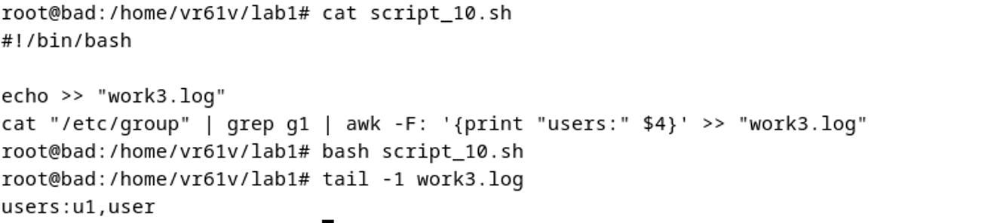 root@bad:/home/vr61v/lab1# cat script_10.sh
#!/bin/bash
echo >> "work3.log"
cat "/etc/group" | grep g1 | awk -F: '{print "users:" $4}' >> "work3.log"
root@bad:/home/vr61v/lab1# bash script_10.sh
root@bad:/home/vr61v/lab1# tail -1 work3.log
users:u1,user